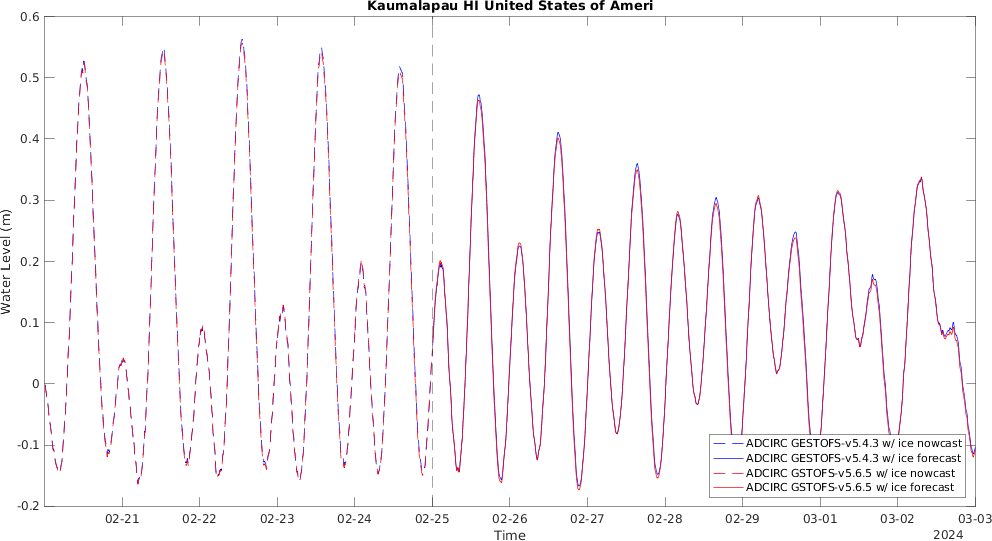 Kaumalapau HI United States of Ameri
0.6
0.5
0.4
0.3
0.2
0.1
0
-0.1
-0.2
Water Level (m)
ADCIRC GESTOFS-v5.4.3 w/ ice nowcast
ADCIRC GESTOFS-v5.4.3 w/ ice forecast
ADCIRC GSTOFS-v5.6.5 w/ ice nowcast
ADCIRC GSTOFS-v5.6.5 w/ ice forecast
02-21 02-22 02-23 02-24 02-25 02-26 02-27 02-28 02-29 03-01 03-02 03-03
Time
2024